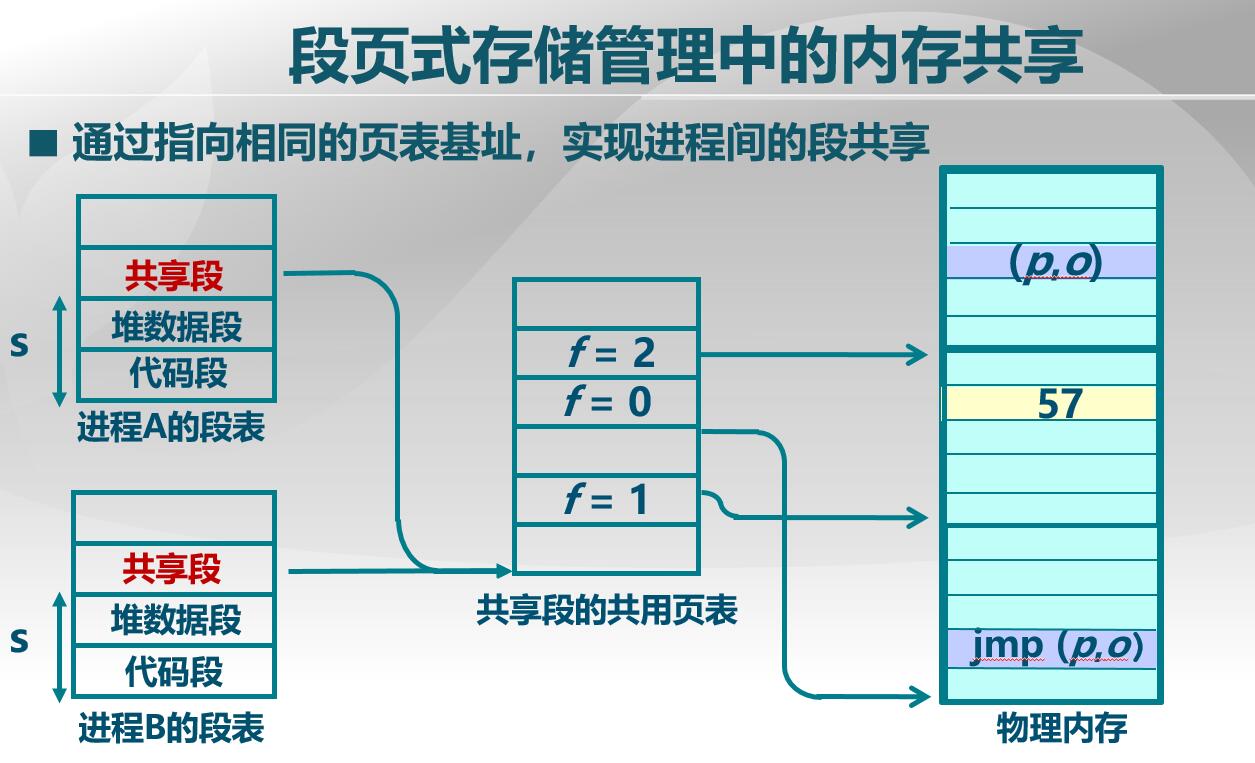 段页式存储管理中的内存共享
■ 通过指向相同的页表基址，实现进程间的段共享
共享段
堆数据段
代码段
s
进程A的段表
共享段
堆数据段
代码段
s
进程B的段表
f = 2
f = 0
f = 1
共享段的共用页表
(p,o)
57
jmp (p,o)
物理内存